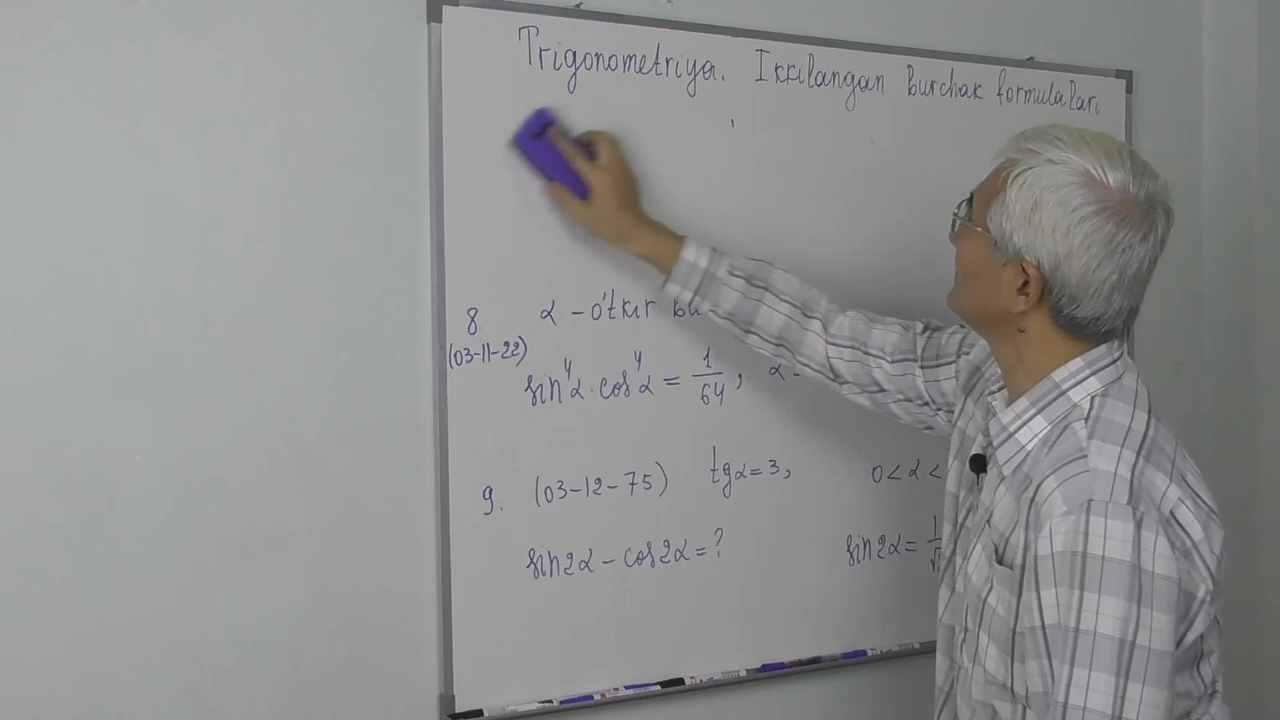 Trigonometriya. Ikkilangan burchak formulalari
8 α – o'tkir
(03-11-22)
sin⁴α · cos⁴α = 1/64, α –
9. (03-12-75) tgα = 3, 0 < α <
sin2α – cos2α = ? sin2α =